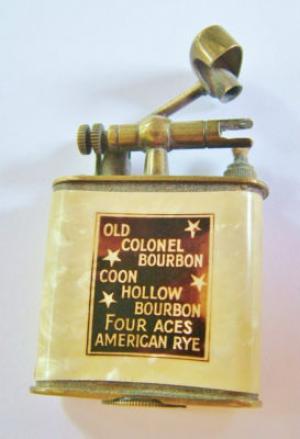 OLD
COLONEL
BOURBON
COON
HOLLOW
BOURBON
FOUR ACES
AMERICAN RYE